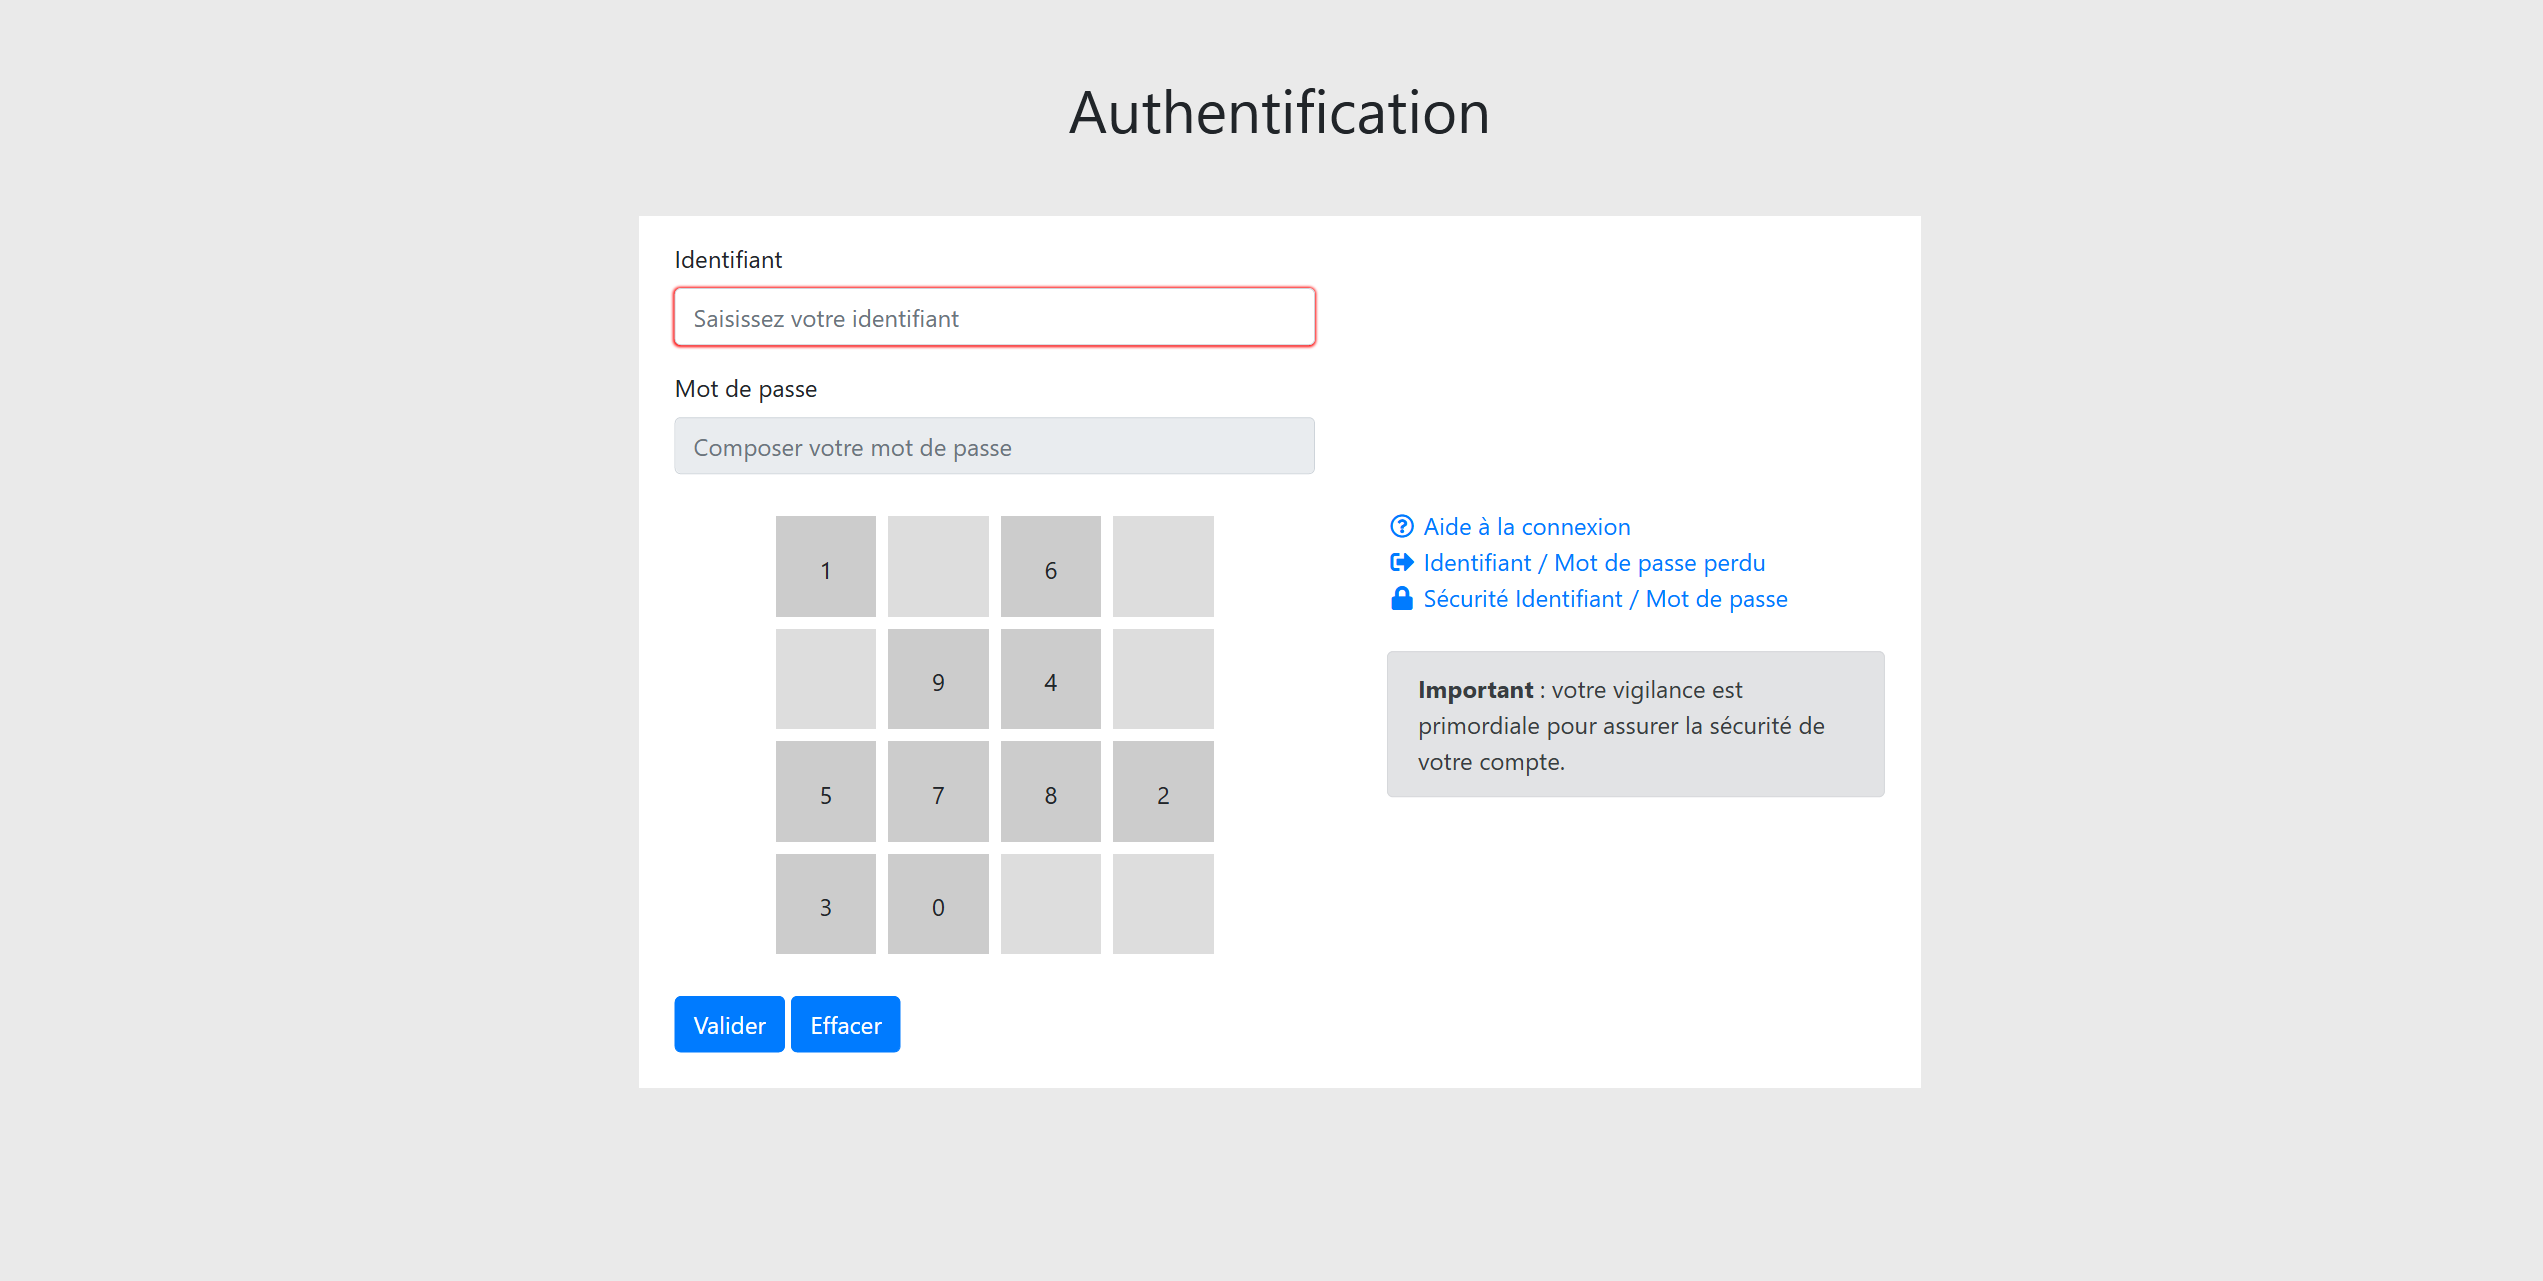 Authentification
Identifiant
Saisissez votre identifiant
Mot de passe
Composer votre mot de passe
1 6
9 4
5 7 8 2
3 0
Valider Effacer
Aide à la connexion
Identifiant / Mot de passe perdu
Sécurité Identifiant / Mot de passe
Important : votre vigilance est
primordiale pour assurer la sécurité de
votre compte.